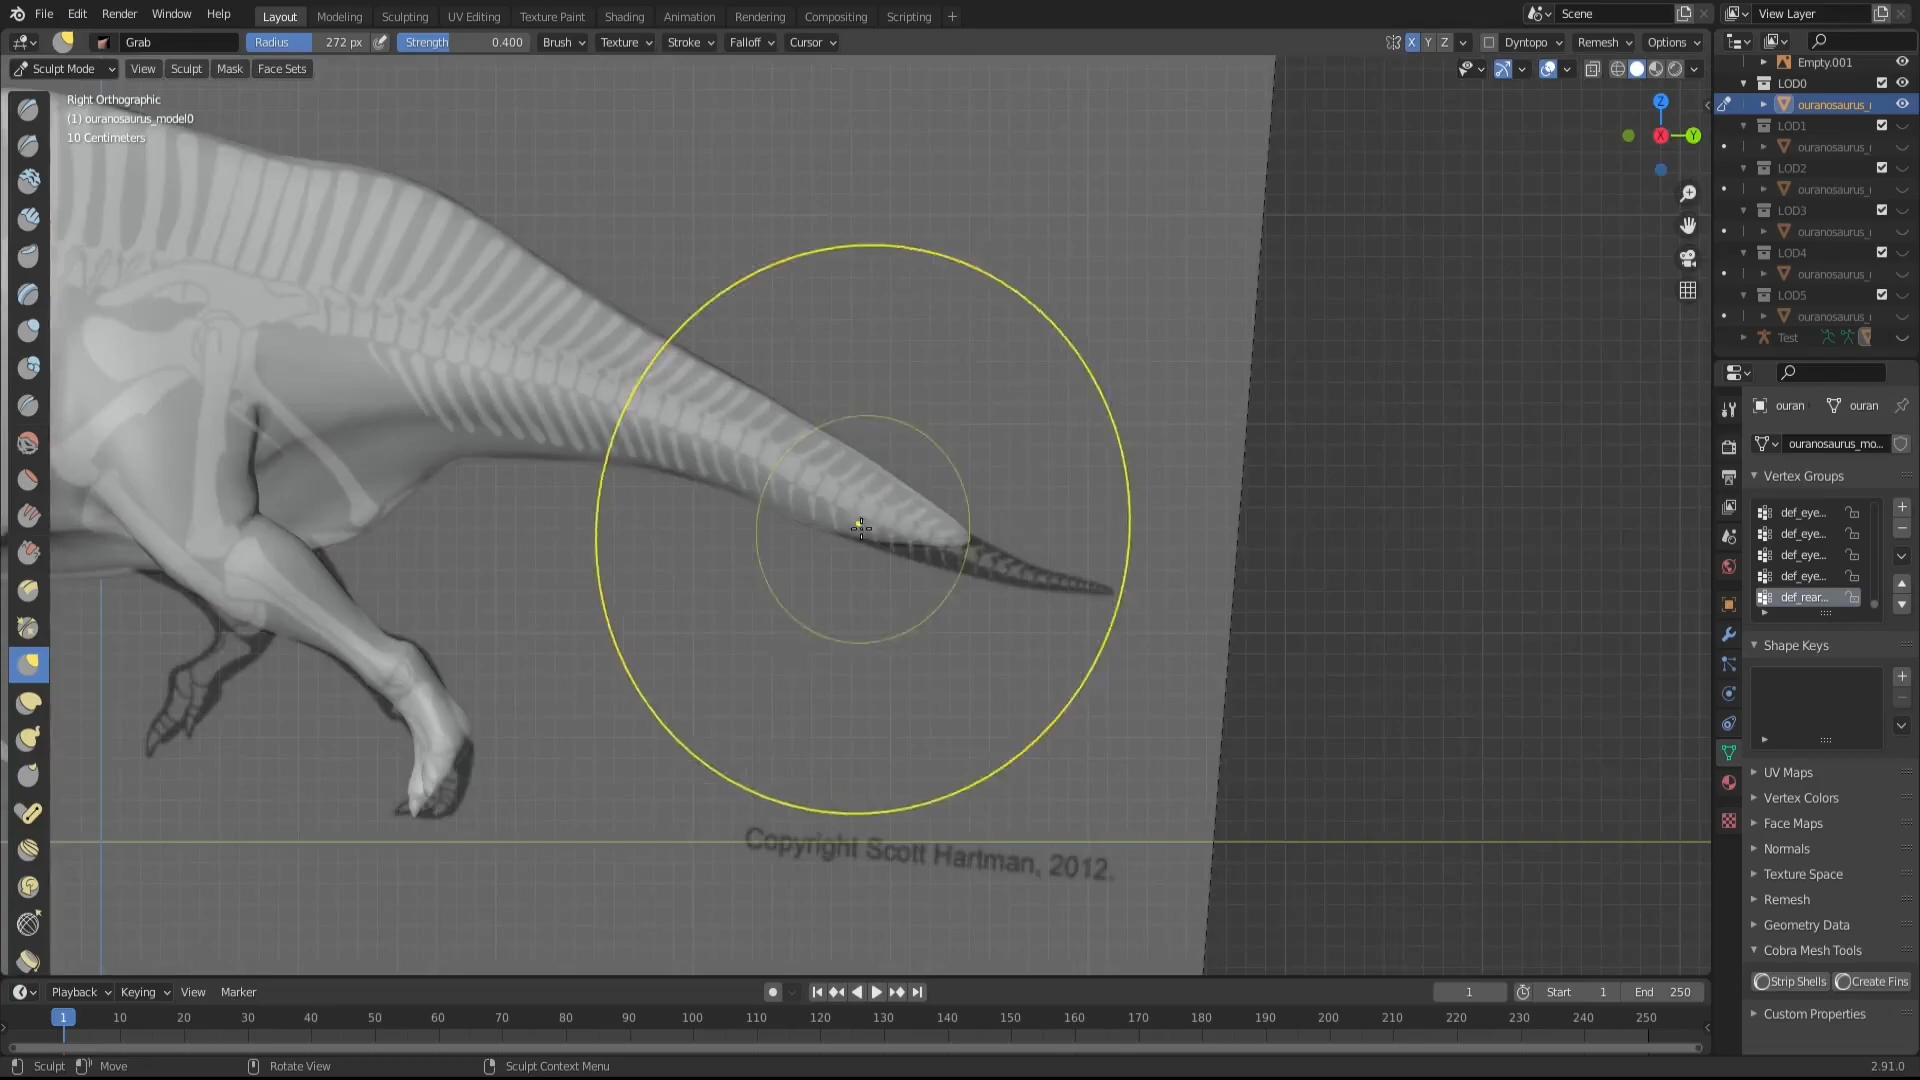 File Edit Render Window Help Layout Modeling Sculpting UV Editing Texture Paint Shading Animation Rendering Compositing Scripting + Scene View Layer
Grab Radius 272 px Strength 0.400 Brush Texture Stroke Falloff Cursor X Y Z Dyntopo Remesh Options
Sculpt Mode View Sculpt Mask Face Sets
Right Orthographic
(1) ouranosaurus_model0
10 Centimeters
Z
X
Y
Copyright Scott Hartman, 2012.
Empty.001
LOD0
ouranosaurus_
LOD1
ouranosaurus_
LOD2
ouranosaurus_
LOD3
ouranosaurus_
LOD4
ouranosaurus_
LOD5
ouranosaurus_
Test
ouran ouran
ouranosaurus_mo...
Vertex Groups
def_eye...
def_eye...
def_eye...
def_eye...
def_rear...
Shape Keys
UV Maps
Vertex Colors
Face Maps
Normals
Texture Space
Remesh
Geometry Data
Cobra Mesh Tools
Strip Shells Create Fins
Custom Properties
Playback Keying View Marker 1 Start 1 End 250
1 10 20 30 40 50 60 70 80 90 100 110 120 130 140 150 160 170 180 190 200 210 220 230 240 250
Sculpt Move Rotate View Sculpt Context Menu 2.91.0